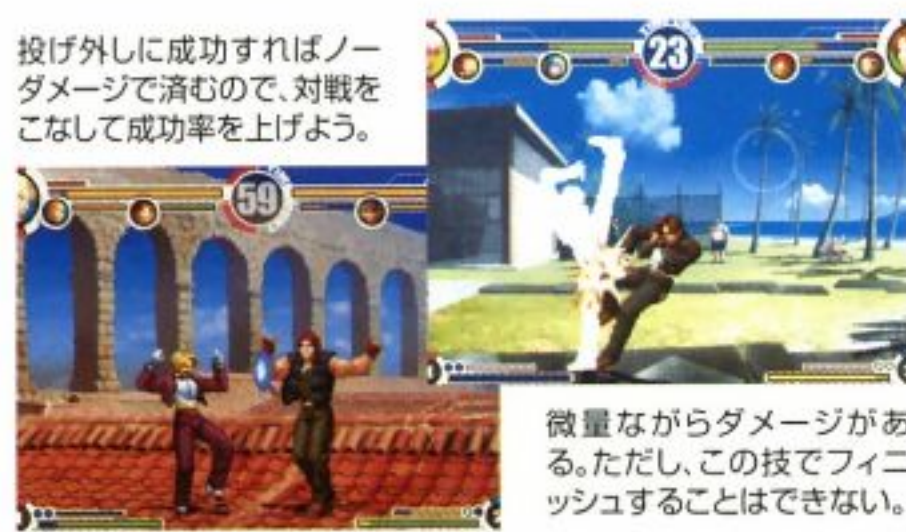 投げ外しに成功すればノー
ダメージで済むので、対戦を
こなして成功率を上げよう。
23
59
微量ながらダメージがあ
る。ただし、この技でフィニ
ッシュすることはできない。